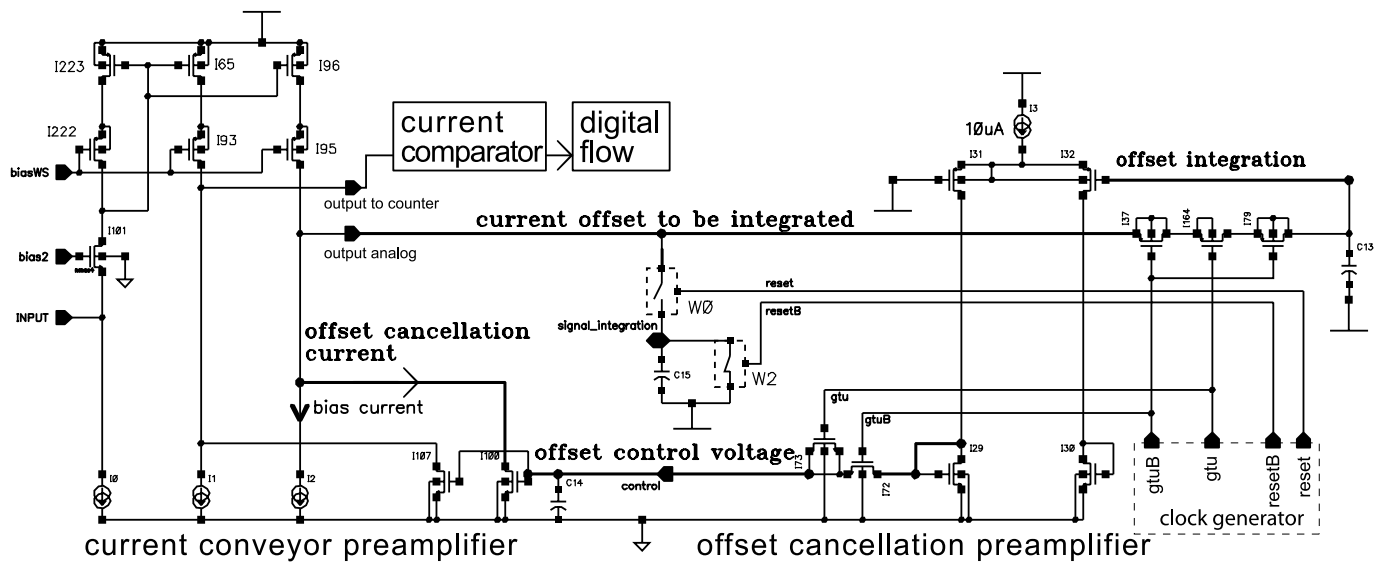 I223
I65
I96
I222
I93
I95
biasWS
current
comparator
digital
flow
output to counter
I3
10uA
I31
I32
offset integration
current offset to be integrated
output analog
I37
I164
I79
C13
I101
bias2
INPUT
reset
W0
resetB
signal_integration
C15
W2
offset cancellation
current
bias current
gtu
gtuB
offset control voltage
I107
I100
I73
I72
I29
I30
control
C14
I0
I1
I2
gtuB
gtu
resetB
reset
clock generator
current conveyor preamplifier
offset cancellation preamplifier